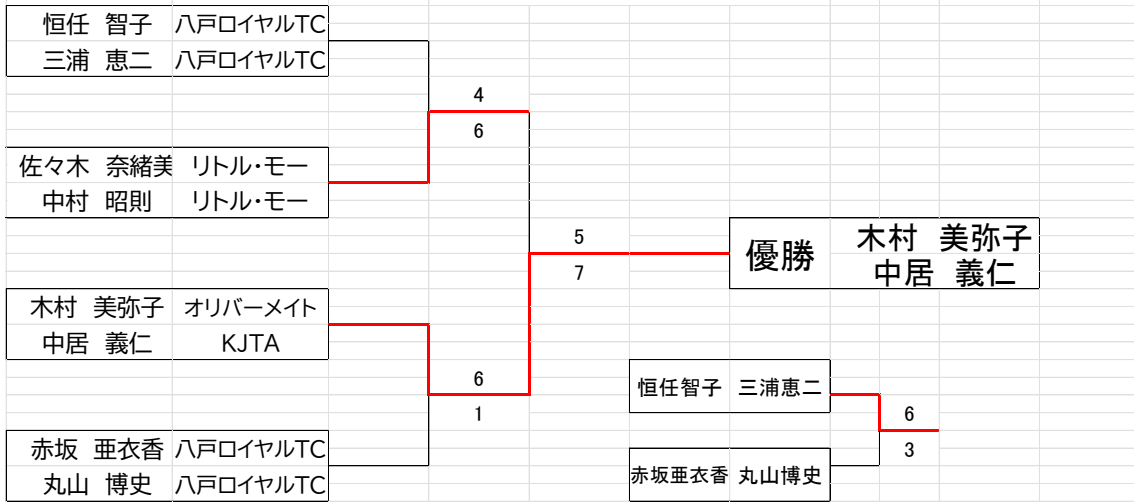 恒任 智子 八戸ロイヤルTC
三浦 恵二 八戸ロイヤルTC
4
6
佐々木 奈緒美 リトル・モー
中村 昭則 リトル・モー
5
7
優勝
木村 美弥子
中居 義仁
木村 美弥子 オリバーメイト
中居 義仁 KJTA
6
1
恒任智子 三浦恵二
6
3
赤坂 亜衣香 八戸ロイヤルTC
丸山 博史 八戸ロイヤルTC
赤坂亜衣香 丸山博史